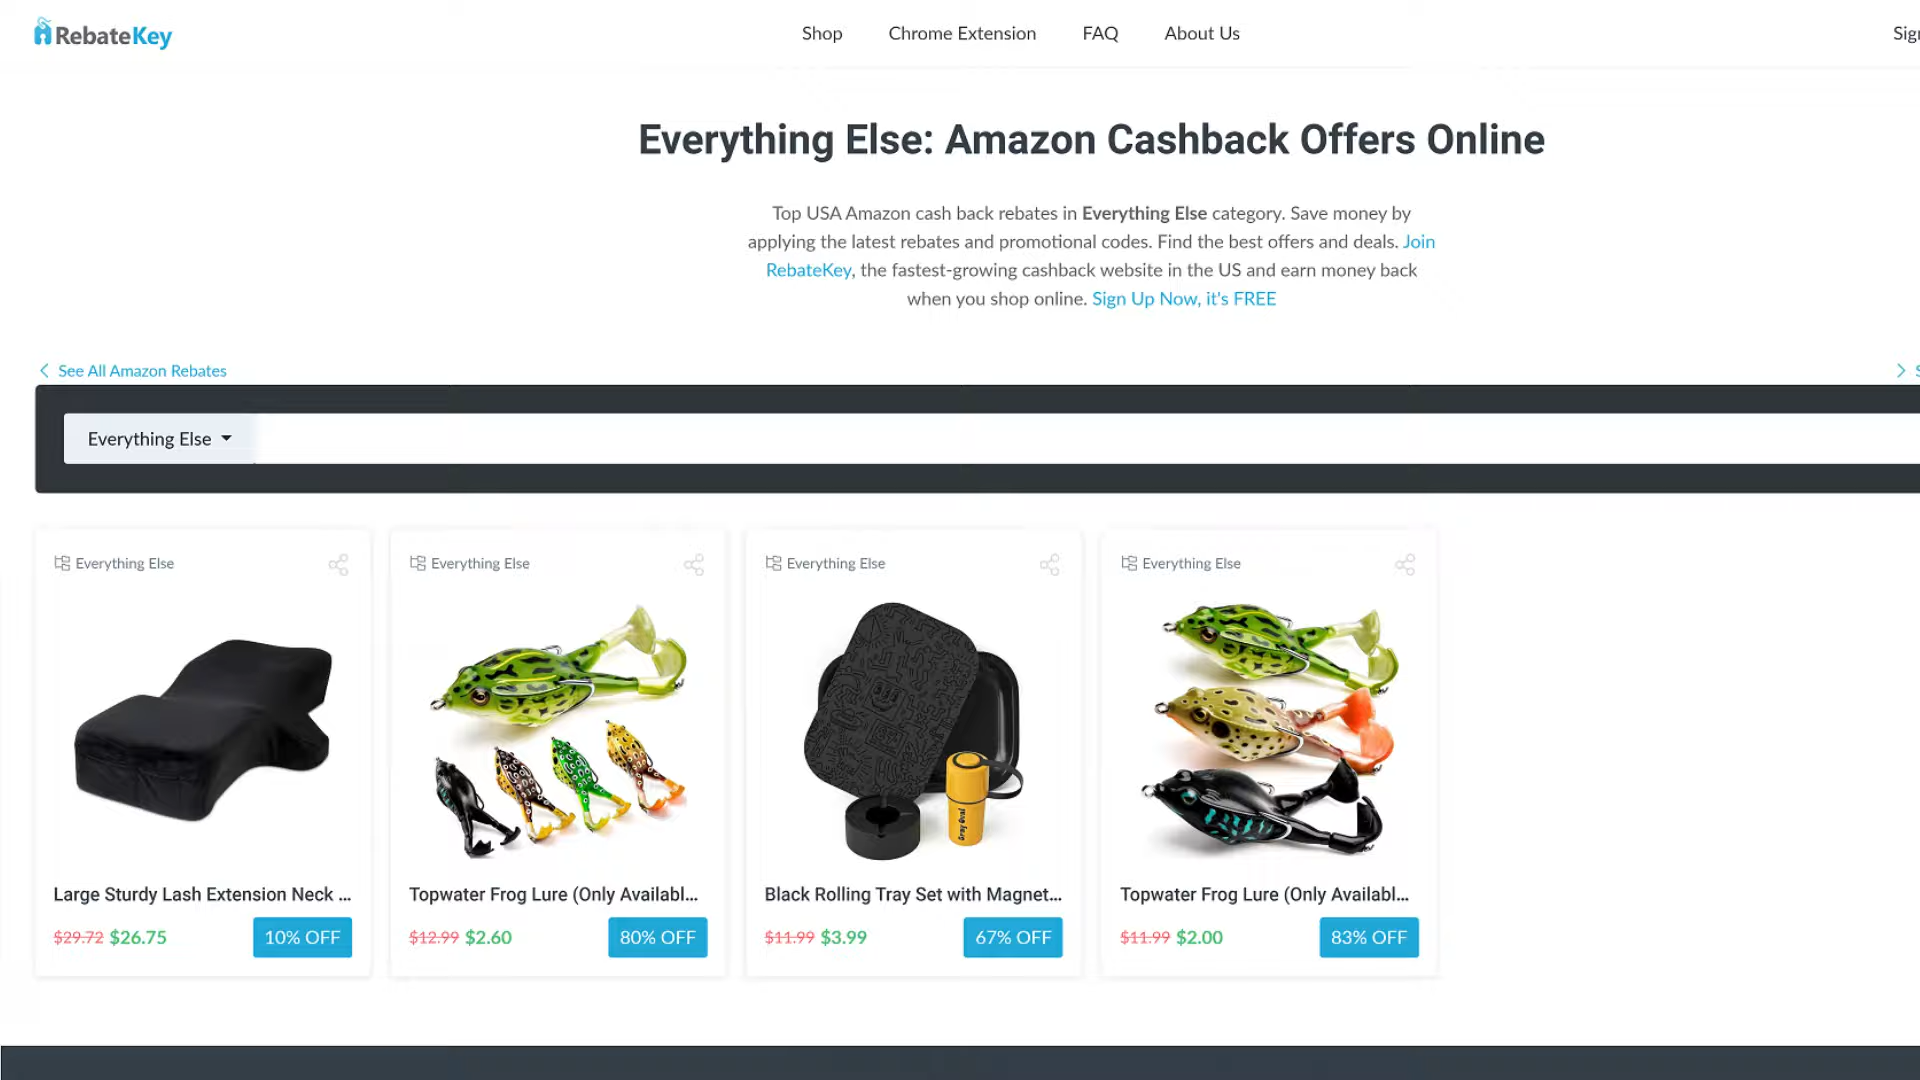 RebateKey
Shop
Chrome Extension
FAQ
About Us
Everything Else: Amazon Cashback Offers Online
Top USA Amazon cash back rebates in Everything Else category. Save money by
applying the latest rebates and promotional codes. Find the best offers and deals. Join
RebateKey, the fastest-growing cashback website in the US and earn money back
when you shop online. Sign Up Now, it's FREE
See All Amazon Rebates
Everything Else
Everything Else
Everything Else
Everything Else
Everything Else
Large Sturdy Lash Extension Neck ...
Topwater Frog Lure (Only Availabl...
Black Rolling Tray Set with Magnet...
Topwater Frog Lure (Only Availabl...
$29.72 $26.75
10% OFF
$12.99 $2.60
80% OFF
$11.99 $3.99
67% OFF
$11.99 $2.00
83% OFF